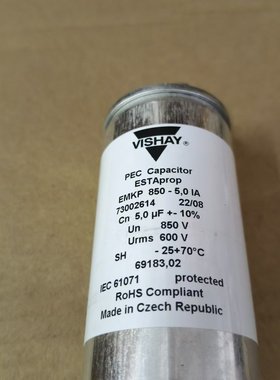 VISHAY
PEC Capacitor
ESTAprop
EMKP 850 - 5,0 IA
73002614 22/08
Cn 5,0 µF +- 10%
Un 850 V
Urms 600 V
SH - 25+70°C
69183,02
IEC 61071 protected
RoHS Compliant
Made in Czech Republic